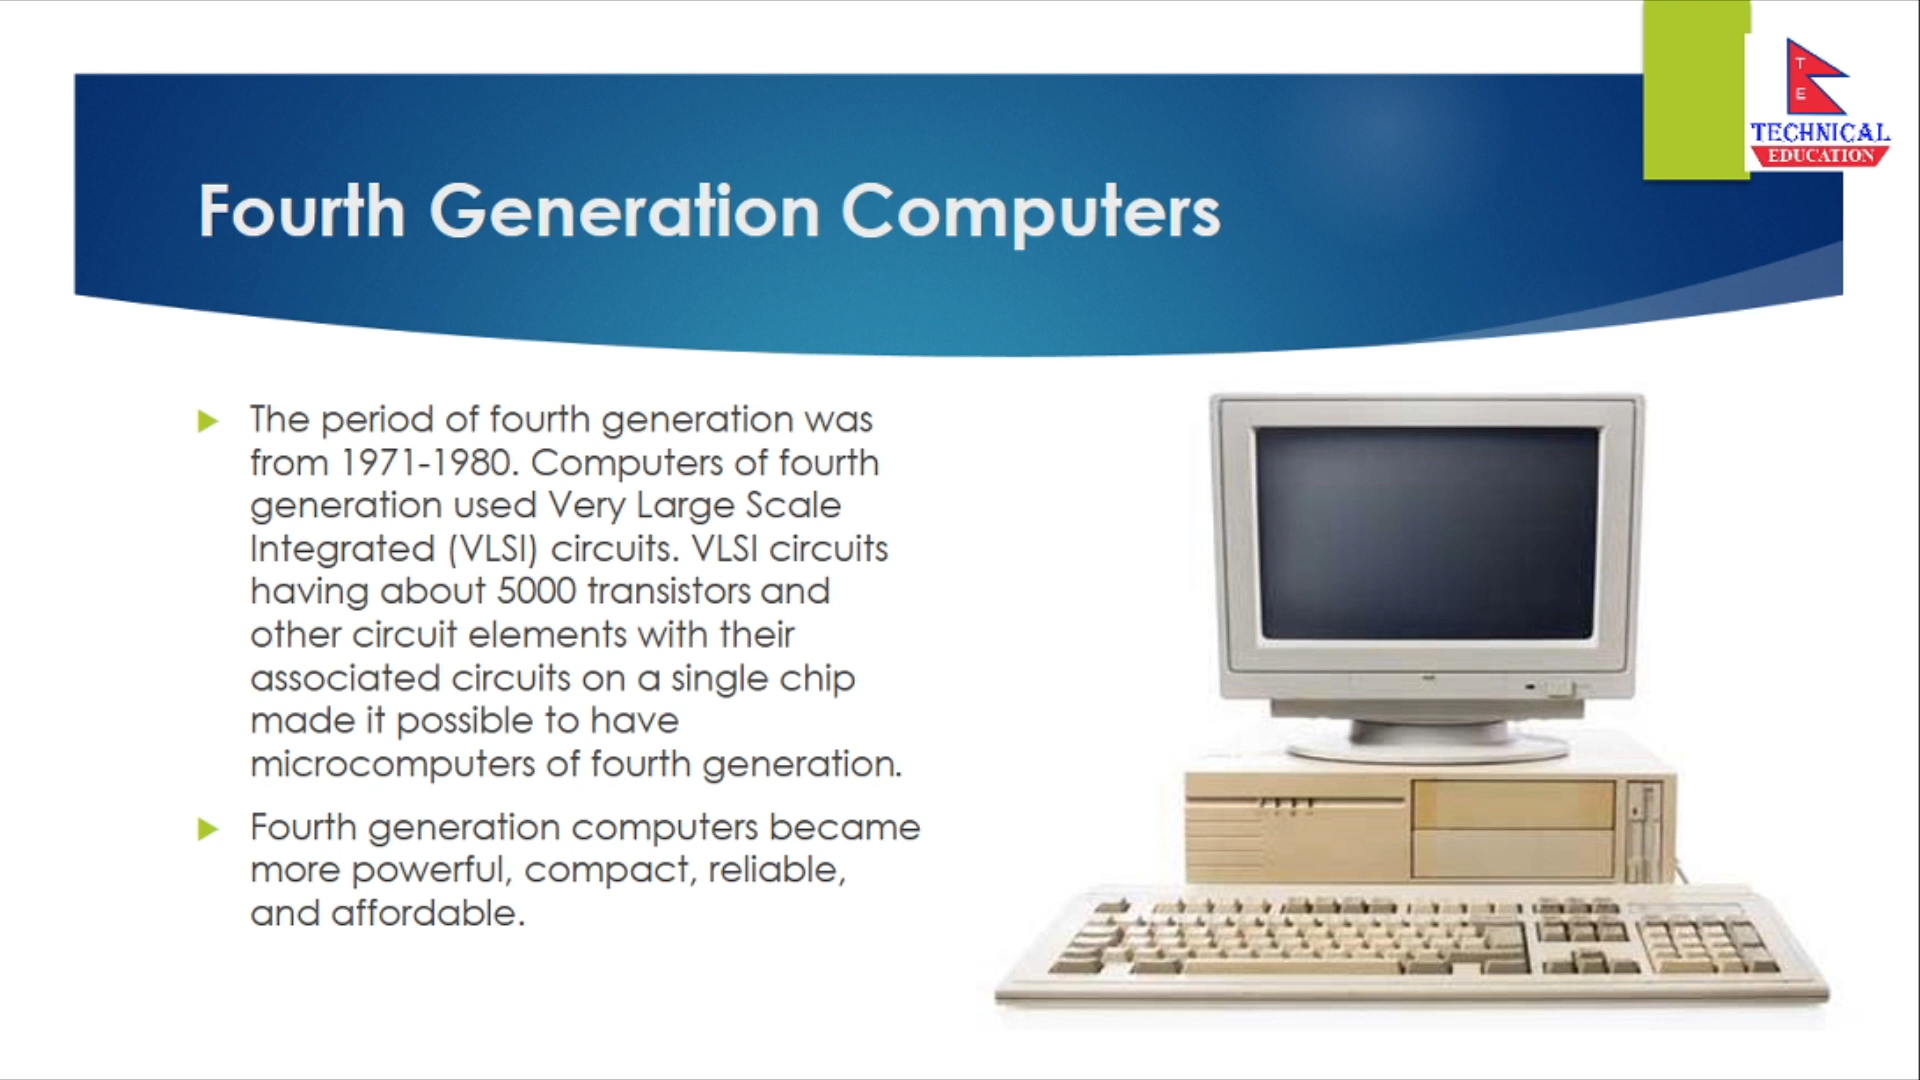 T
E
TECHNICAL
EDUCATION
Fourth Generation Computers
The period of fourth generation was
from 1971-1980. Computers of fourth
generation used Very Large Scale
Integrated (VLSI) circuits. VLSI circuits
having about 5000 transistors and
other circuit elements with their
associated circuits on a single chip
made it possible to have
microcomputers of fourth generation.
Fourth generation computers became
more powerful, compact, reliable,
and affordable.